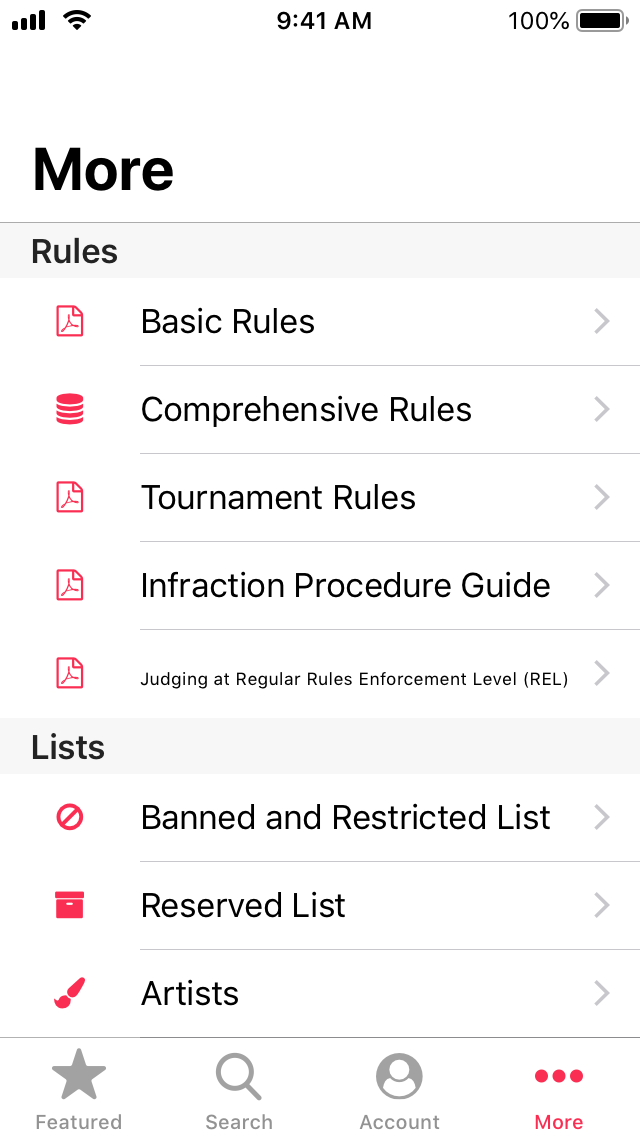 9:41 AM 100%
More
Rules
Basic Rules
Comprehensive Rules
Tournament Rules
Infraction Procedure Guide
Judging at Regular Rules Enforcement Level (REL)
Lists
Banned and Restricted List
Reserved List
Artists
Featured Search Account More